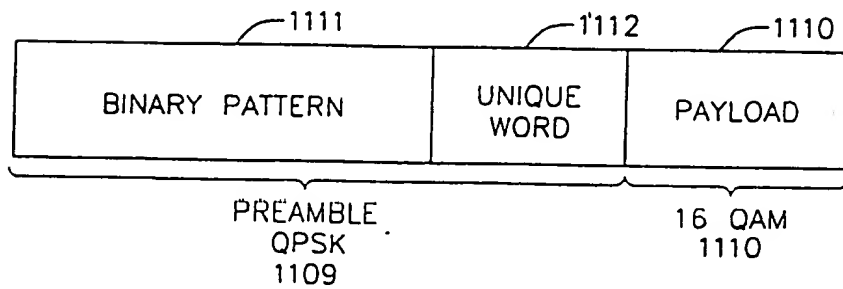 1111
1112
1110
BINARY PATTERN
UNIQUE
WORD
PAYLOAD
PREAMBLE
QPSK
1109
16 QAM
1110